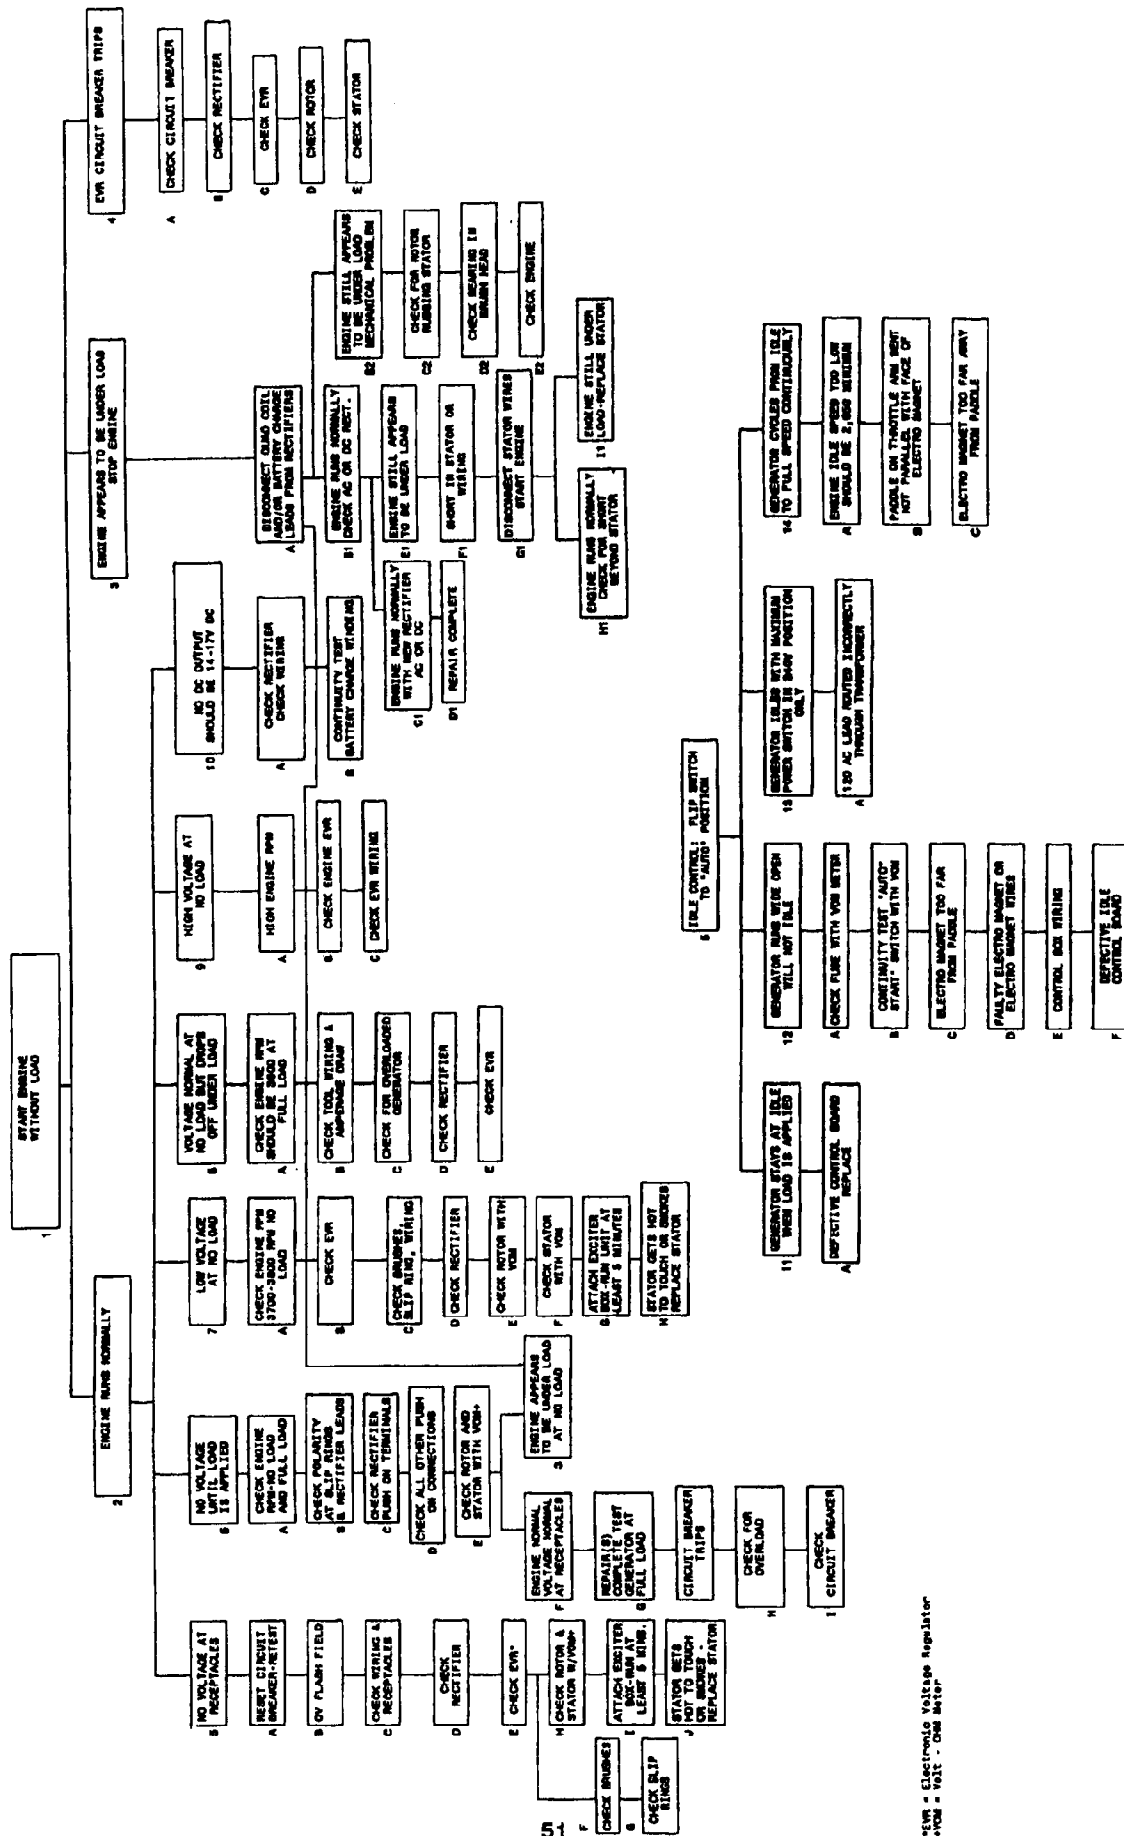 START ENGINE
WITHOUT LOAD
1
ENGINE RUNS NORMALLY
2
ENGINE APPEARS TO BE UNDER LOAD
STOP ENGINE
3
EVR CIRCUIT BREAKER TRIPS
4
A
CHECK CIRCUIT BREAKER
B
CHECK RECTIFIER
C
CHECK EVR
D
CHECK ROTOR
E
CHECK STATOR
NO VOLTAGE AT
RECEPTACLES
5
RESET CIRCUIT
BREAKER-RETEST
A
FLASH FIELD
B
CHECK WIRING &
RECEPTACLES
C
CHECK
RECTIFIER
D
CHECK EVR*
E
CHECK BRUSHES
F
CHECK SLIP
RINGS
G
CHECK ROTOR &
STATOR W/VOM+
H
ATTACH EXCITER
BOX-RUN AT
LEAST 5 MINS.
I
STATOR GETS
HOT TO TOUCH
OR SMOKES -
REPLACE STATOR
J
NO VOLTAGE
UNTIL LOAD
IS APPLIED
6
CHECK ENGINE
RPM-NO LOAD
AND FULL LOAD
A
CHECK POLARITY
AT SLIP RINGS
& RECTIFIER LEADS
B
CHECK RECTIFIER
PUSH ON TERMINALS
C
CHECK ALL OTHER PUSH
ON CONNECTIONS
D
CHECK ROTOR AND
STATOR WITH VOM+
E
ENGINE NORMAL
VOLTAGE NORMAL
AT RECEPTACLES
F
REPAIR(S)
COMPLETE TEST
GENERATOR AT
FULL LOAD
G
CIRCUIT BREAKER
TRIPS
CHECK FOR
OVERLOAD
H
CHECK
CIRCUIT BREAKER
I
ENGINE APPEARS
TO BE UNDER LOAD
AT NO LOAD
3
LOW VOLTAGE
AT NO LOAD
7
CHECK ENGINE RPM
3700-3800 RPM NO
LOAD
A
CHECK EVR
B
CHECK BRUSHES,
SLIP RING, WIRING
C
CHECK RECTIFIER
D
CHECK ROTOR WITH
VOM
E
CHECK STATOR
WITH VOM
F
ATTACH EXCITER
BOX-RUN UNIT AT
LEAST 5 MINUTES
G
STATOR GETS HOT
TO TOUCH OR SMOKES
REPLACE STATOR
H
VOLTAGE NORMAL AT
NO LOAD BUT DROPS
OFF UNDER LOAD
8
CHECK ENGINE RPM
SHOULD BE 3600 AT
FULL LOAD
A
CHECK TOOL WIRING &
AMPERAGE DRAW
B
CHECK FOR OVERLOADED
GENERATOR
C
CHECK RECTIFIER
D
CHECK EVR
E
HIGH VOLTAGE AT
NO LOAD
9
HIGH ENGINE RPM
A
CHECK ENGINE EVR
B
CHECK EVR WIRING
C
NO DC OUTPUT
SHOULD BE 14-17V DC
10
CHECK RECTIFIER
CHECK WIRING
A
CONTINUITY TEST
BATTERY CHARGE WINDING
B
DISCONNECT QUAD COIL
AND/OR BATTERY CHARGE
LEADS FROM RECTIFIERS
A
ENGINE RUNS NORMALLY
CHECK AC OR DC RECT.
B1
ENGINE RUNS NORMALLY
WITH NEW RECTIFIER
AC OR DC
C1
REPAIR COMPLETE
D1
ENGINE STILL APPEARS
TO BE UNDER LOAD
E1
SHORT IN STATOR OR
WIRING
F1
DISCONNECT STATOR WIRES
START ENGINE
G1
ENGINE RUNS NORMALLY
CHECK FOR SHORT
BEYOND STATOR
H1
ENGINE STILL UNDER
LOAD-REPLACE STATOR
I1
ENGINE STILL APPEARS
TO BE UNDER LOAD
MECHANICAL PROBLEM
B2
CHECK FOR ROTOR
RUBBING STATOR
C2
CHECK BEARING IN
BRUSH HEAD
D2
CHECK ENGINE
E2
IDLE CONTROL: FLIP SWITCH
TO "AUTO" POSITION
GENERATOR STAYS AT IDLE
WHEN LOAD IS APPLIED
11
DEFECTIVE CONTROL BOARD
REPLACE
A
GENERATOR RUNS WIDE OPEN
WILL NOT IDLE
12
CHECK FUSE WITH VOM METER
A
CONTINUITY TEST "AUTO"
START" SWITCH WITH VOM
B
ELECTRO MAGNET TOO FAR
FROM PADDLE
C
FAULTY ELECTRO MAGNET OR
ELECTRO MAGNET WIRES
D
CONTROL BOX WIRING
E
DEFECTIVE IDLE
CONTROL BOARD
F
GENERATOR IDLES WITH MAXIMUM
POWER SWITCH IN 240V POSITION
ONLY
13
120 AC LEAD ROUTED INCORRECTLY
THROUGH TRANSFORMER
A
GENERATOR CYCLES FROM IDLE
TO FULL SPEED CONTINUOUSLY
14
ENGINE IDLE SPEED TOO LOW
SHOULD BE 2,050 MINIMUM
A
PADDLE ON THROTTLE ARM BENT
NOT PARALLEL WITH FACE OF
ELECTRO MAGNET
B
ELECTRO MAGNET TOO FAR AWAY
FROM PADDLE
C
*EVR = Electronic Voltage Regulator
+VOM = Volt - OHM Meter